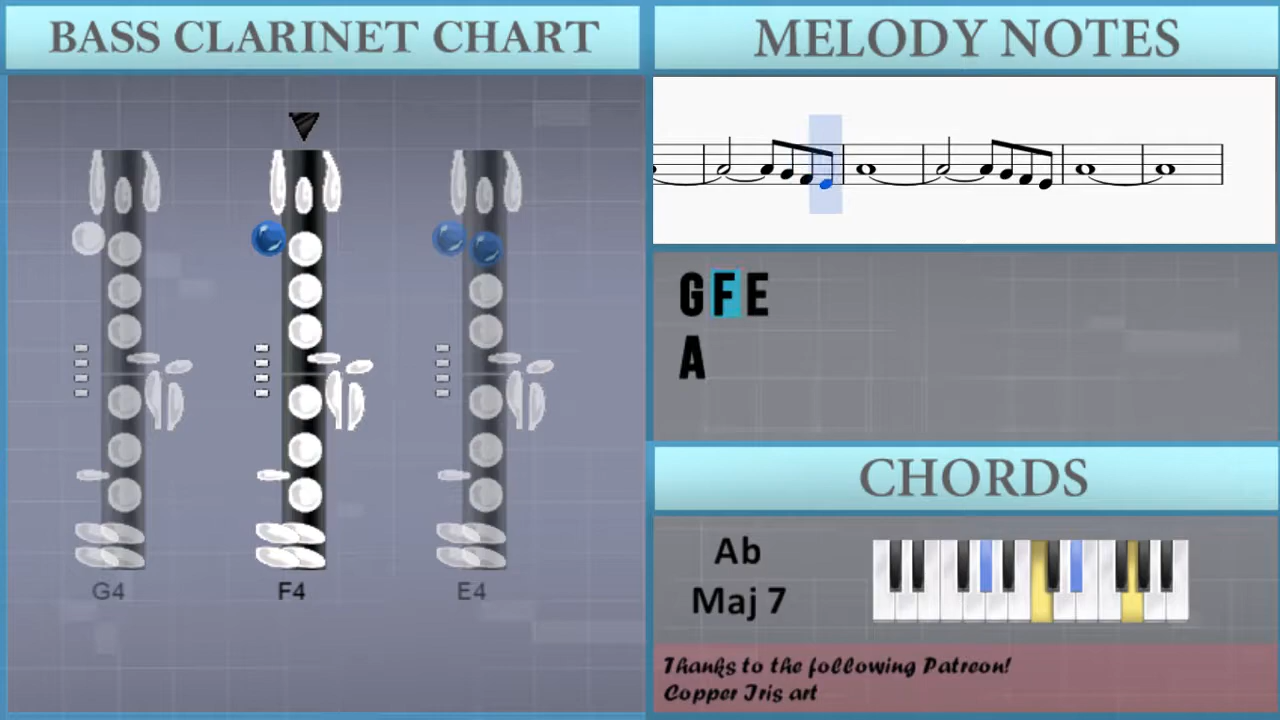 BASS CLARINET CHART
G4 F4 E4
MELODY NOTES
G F E
A
CHORDS
Ab
Maj 7
Thanks to the following Patreon!
Copper Iris art